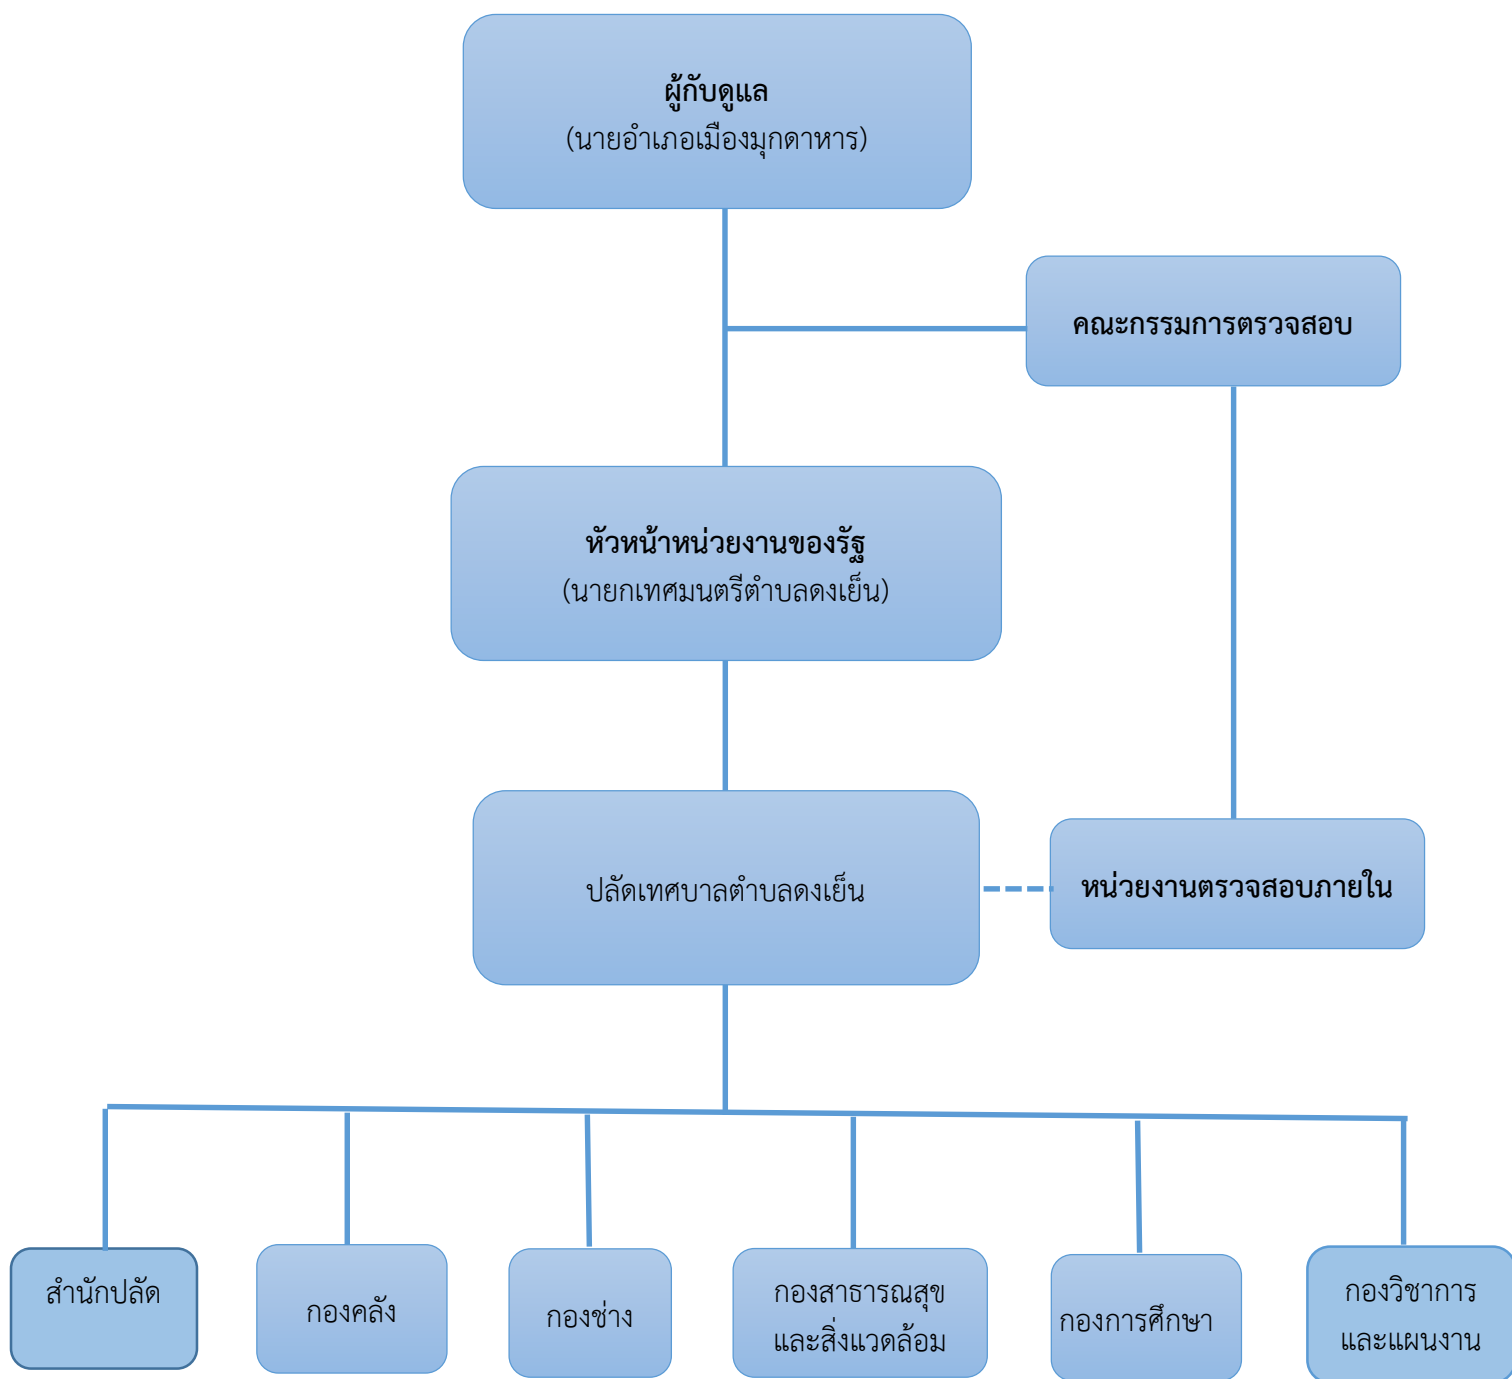 ผู้กับดูแล
(นายอำเภอเมืองมุกดาหาร)
คณะกรรมการตรวจสอบ
หัวหน้าหน่วยงานของรัฐ
(นายกเทศมนตรีตำบลดงเย็น)
ปลัดเทศบาลตำบลดงเย็น
หน่วยงานตรวจสอบภายใน
สำนักปลัด
กองคลัง
กองช่าง
กองสาธารณสุข
และสิ่งแวดล้อม
กองการศึกษา
กองวิชาการ
และแผนงาน